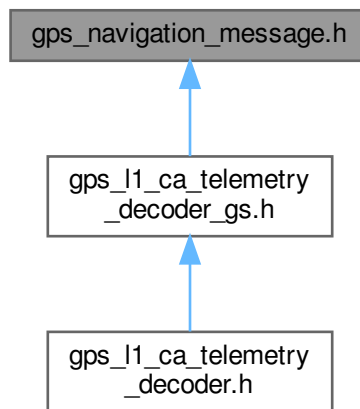 gps_navigation_message.h
gps_l1_ca_telemetry
_decoder_gs.h
gps_l1_ca_telemetry
_decoder.h